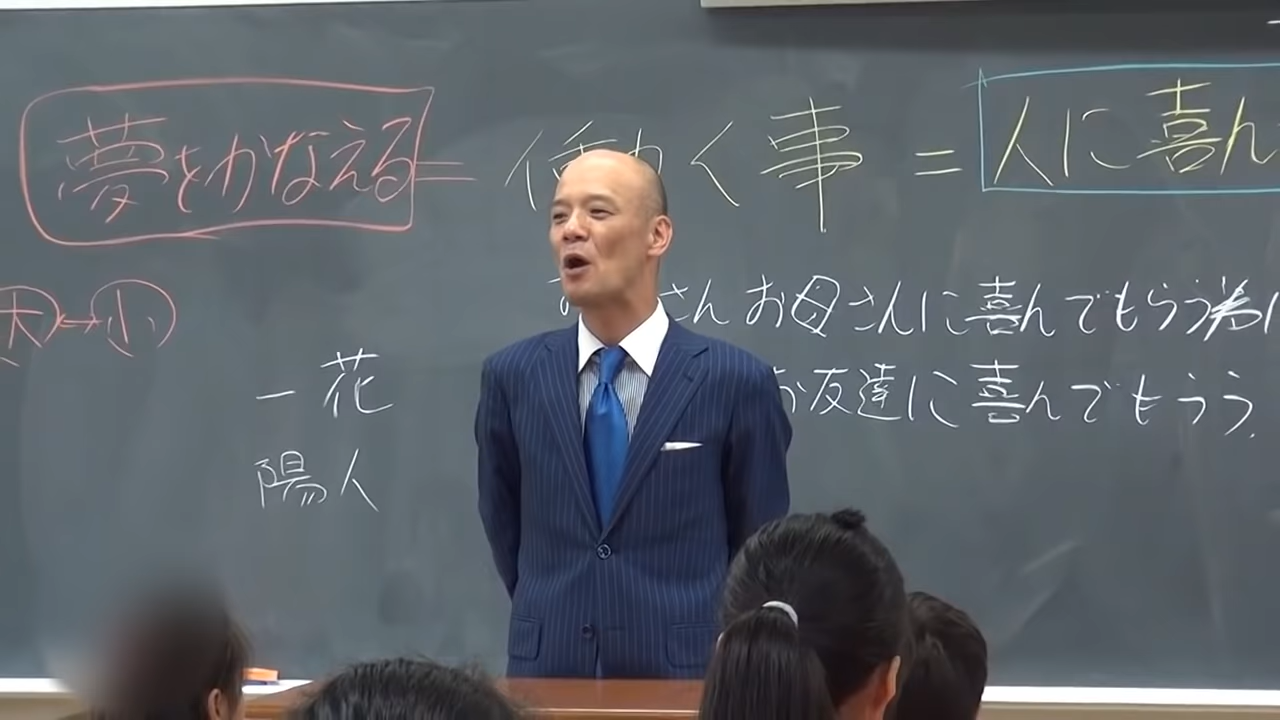 夢をかなえる = 働く事 = 人に喜ん
大↔小
さんお母さんに喜んでもらう為に
お友達に喜んでもらう.
一花
陽人